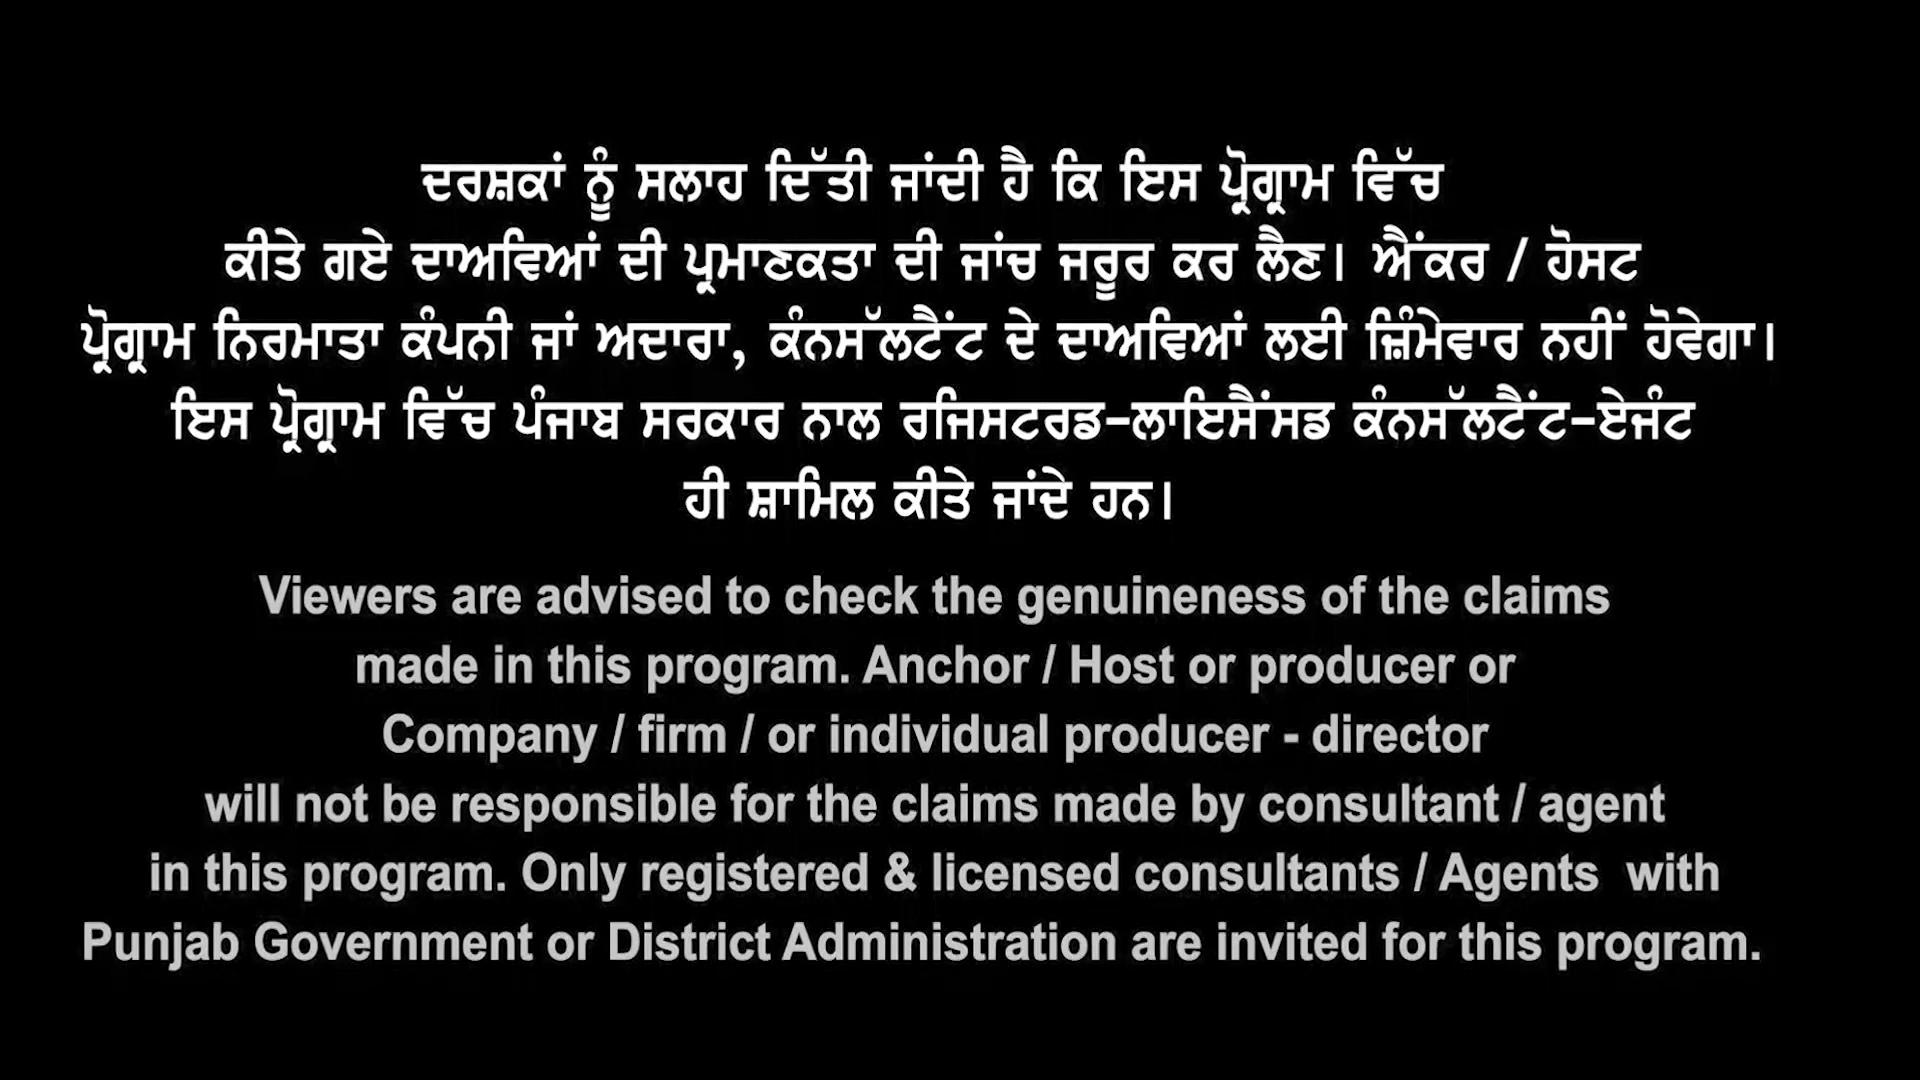 ਦਰਸ਼ਕਾਂ ਨੂੰ ਸਲਾਹ ਦਿੱਤੀ ਜਾਂਦੀ ਹੈ ਕਿ ਇਸ ਪ੍ਰੋਗ੍ਰਾਮ ਵਿੱਚ
ਕੀਤੇ ਗਏ ਦਾਅਵਿਆਂ ਦੀ ਪ੍ਰਮਾਣਕਤਾ ਦੀ ਜਾਂਚ ਜਰੂਰ ਕਰ ਲੈਣ। ਐਂਕਰ / ਹੋਸਟ
ਪ੍ਰੋਗ੍ਰਾਮ ਨਿਰਮਾਤਾ ਕੰਪਨੀ ਜਾਂ ਅਦਾਰਾ, ਕੰਨਸੱਲਟੈਂਟ ਦੇ ਦਾਅਵਿਆਂ ਲਈ ਜ਼ਿੰਮੇਵਾਰ ਨਹੀਂ ਹੋਵੇਗਾ।
ਇਸ ਪ੍ਰੋਗ੍ਰਾਮ ਵਿੱਚ ਪੰਜਾਬ ਸਰਕਾਰ ਨਾਲ ਰਜਿਸਟਰਡ-ਲਾਇਸੈਂਸਡ ਕੰਨਸੱਲਟੈਂਟ-ਏਜੰਟ
ਹੀ ਸ਼ਾਮਿਲ ਕੀਤੇ ਜਾਂਦੇ ਹਨ।
Viewers are advised to check the genuineness of the claims
made in this program. Anchor / Host or producer or
Company / firm / or individual producer - director
will not be responsible for the claims made by consultant / agent
in this program. Only registered & licensed consultants / Agents with
Punjab Government or District Administration are invited for this program.